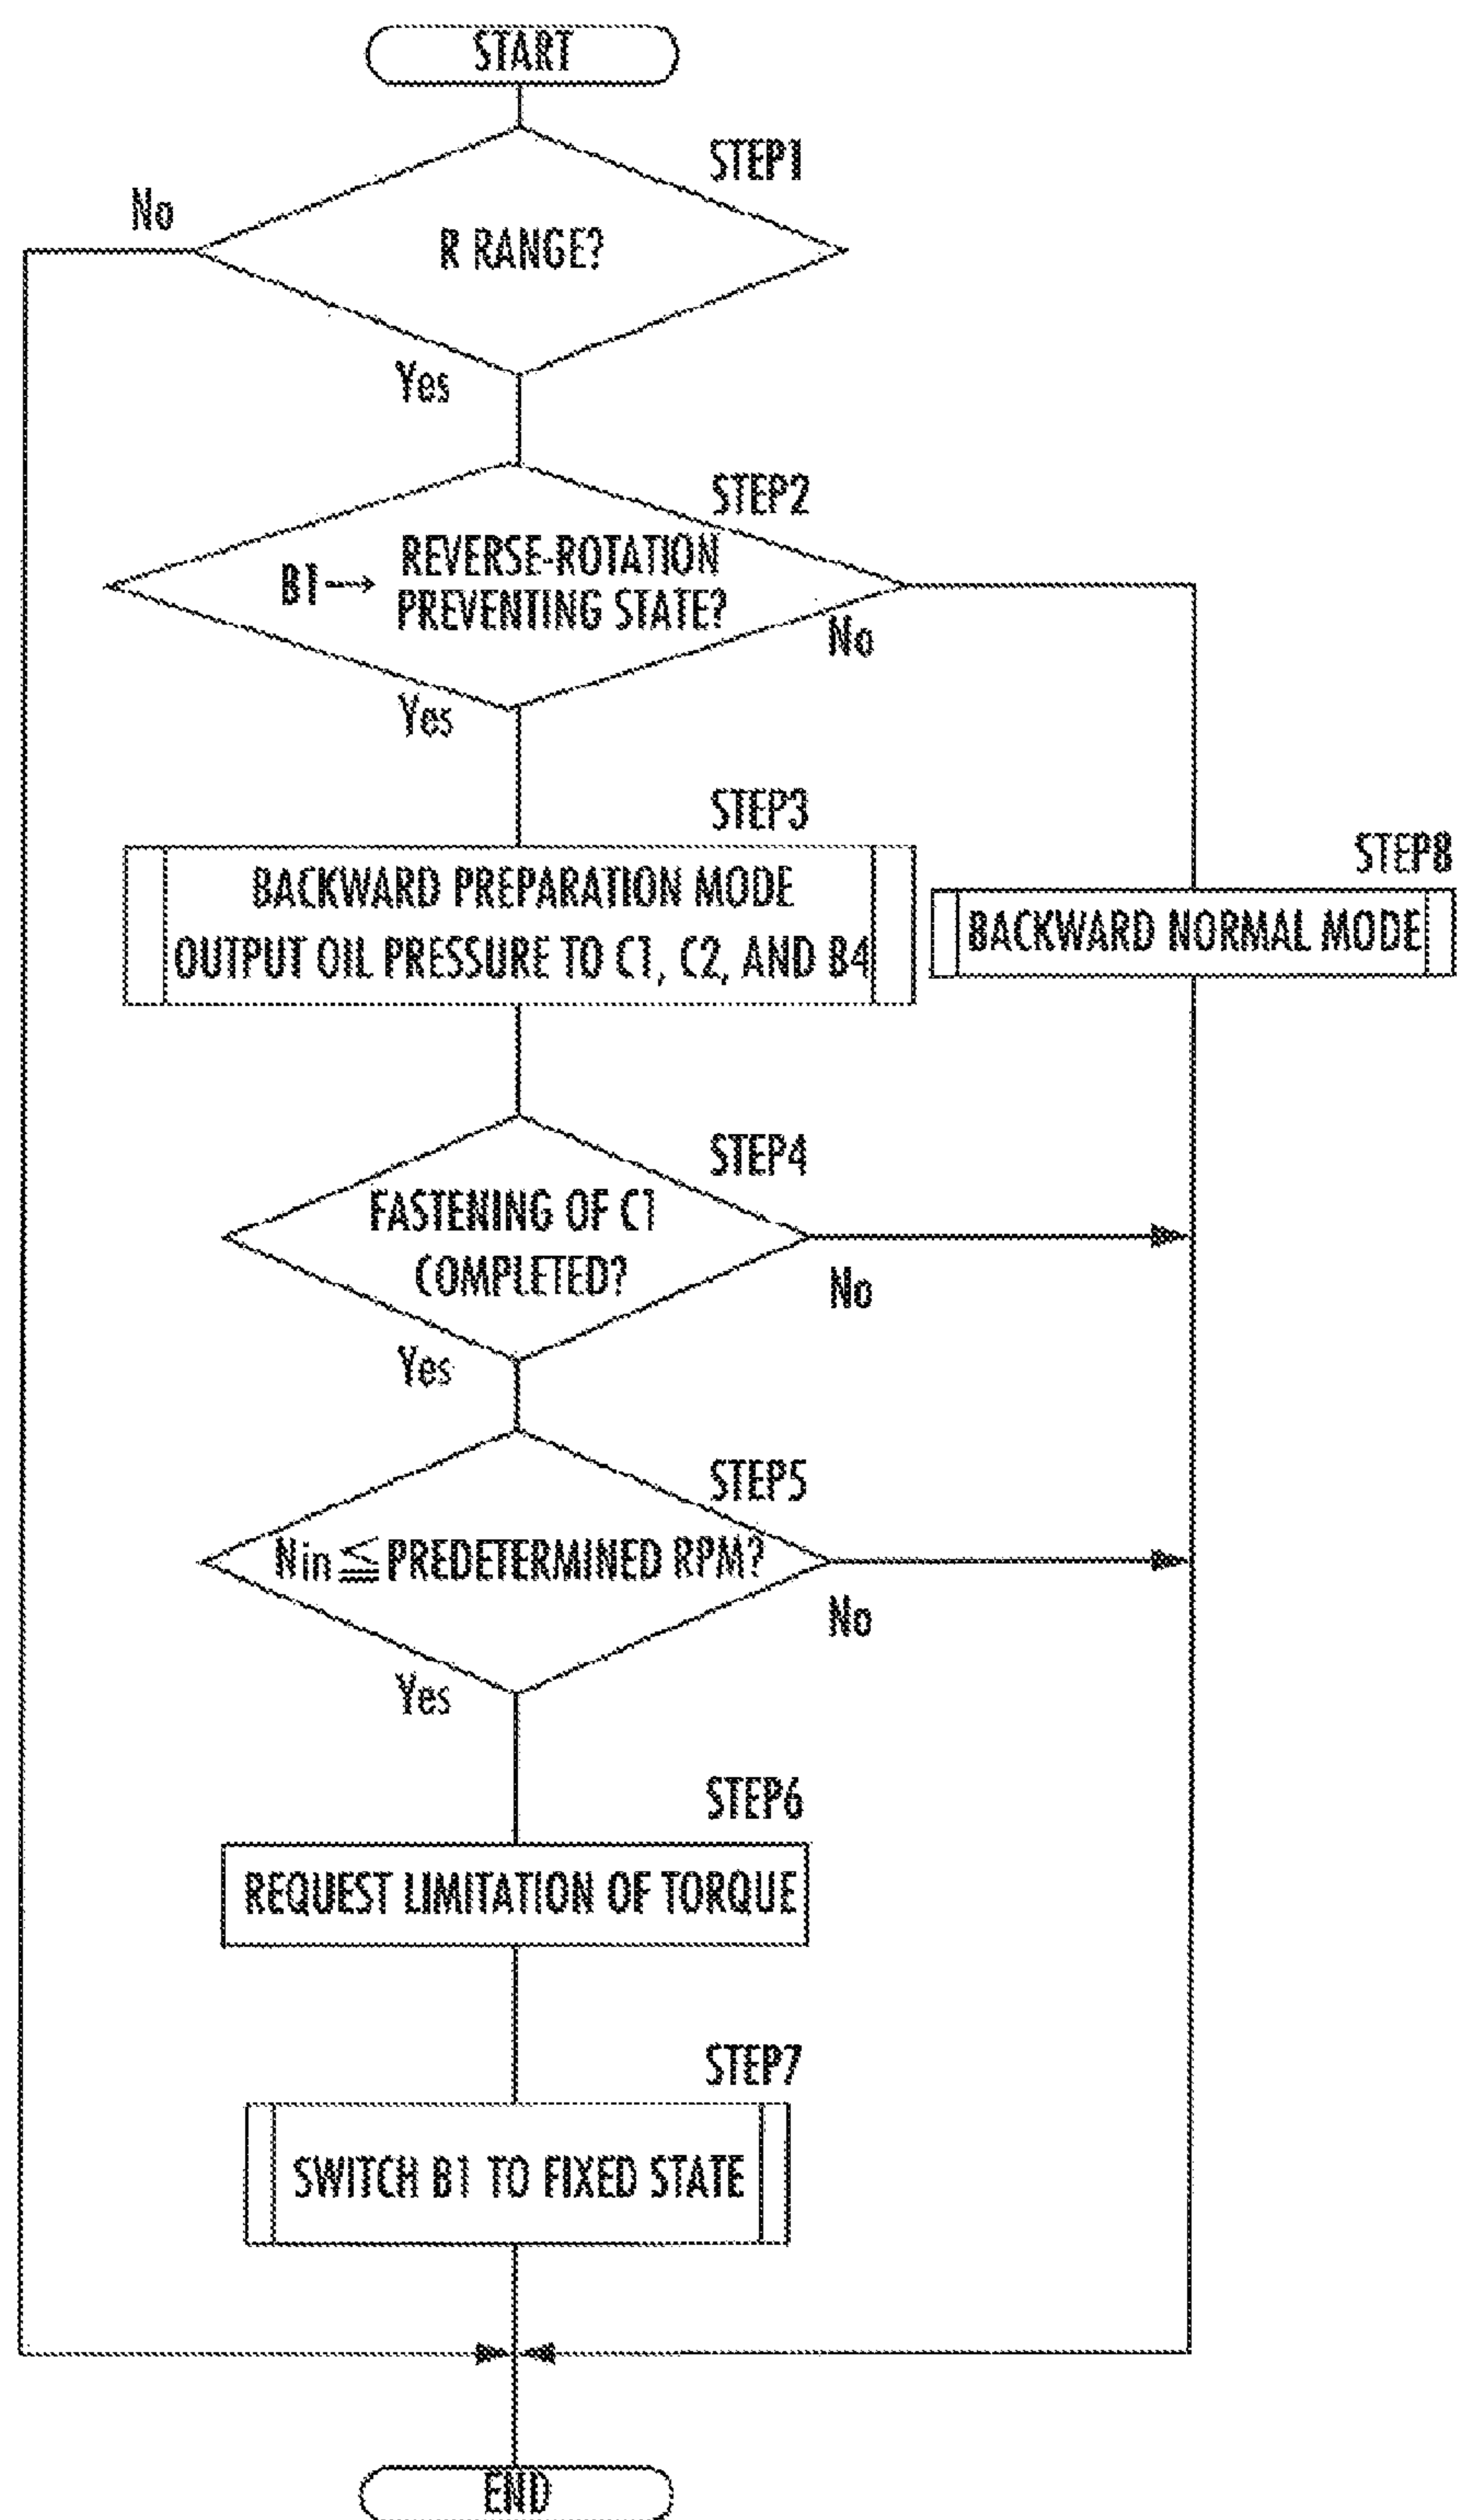 START
STEP1
No
R RANGE?
Yes
STEP2
B1→ REVERSE-ROTATION
PREVENTING STATE?
No
Yes
STEP3
BACKWARD PREPARATION MODE
OUTPUT OIL PRESSURE TO C1, C2, AND B4
STEP8
BACKWARD NORMAL MODE
STEP4
FASTENING OF C1
COMPLETED?
No
Yes
STEP5
Nin≦PREDETERMINED RPM?
No
Yes
STEP6
REQUEST LIMITATION OF TORQUE
STEP7
SWITCH B1 TO FIXED STATE
END